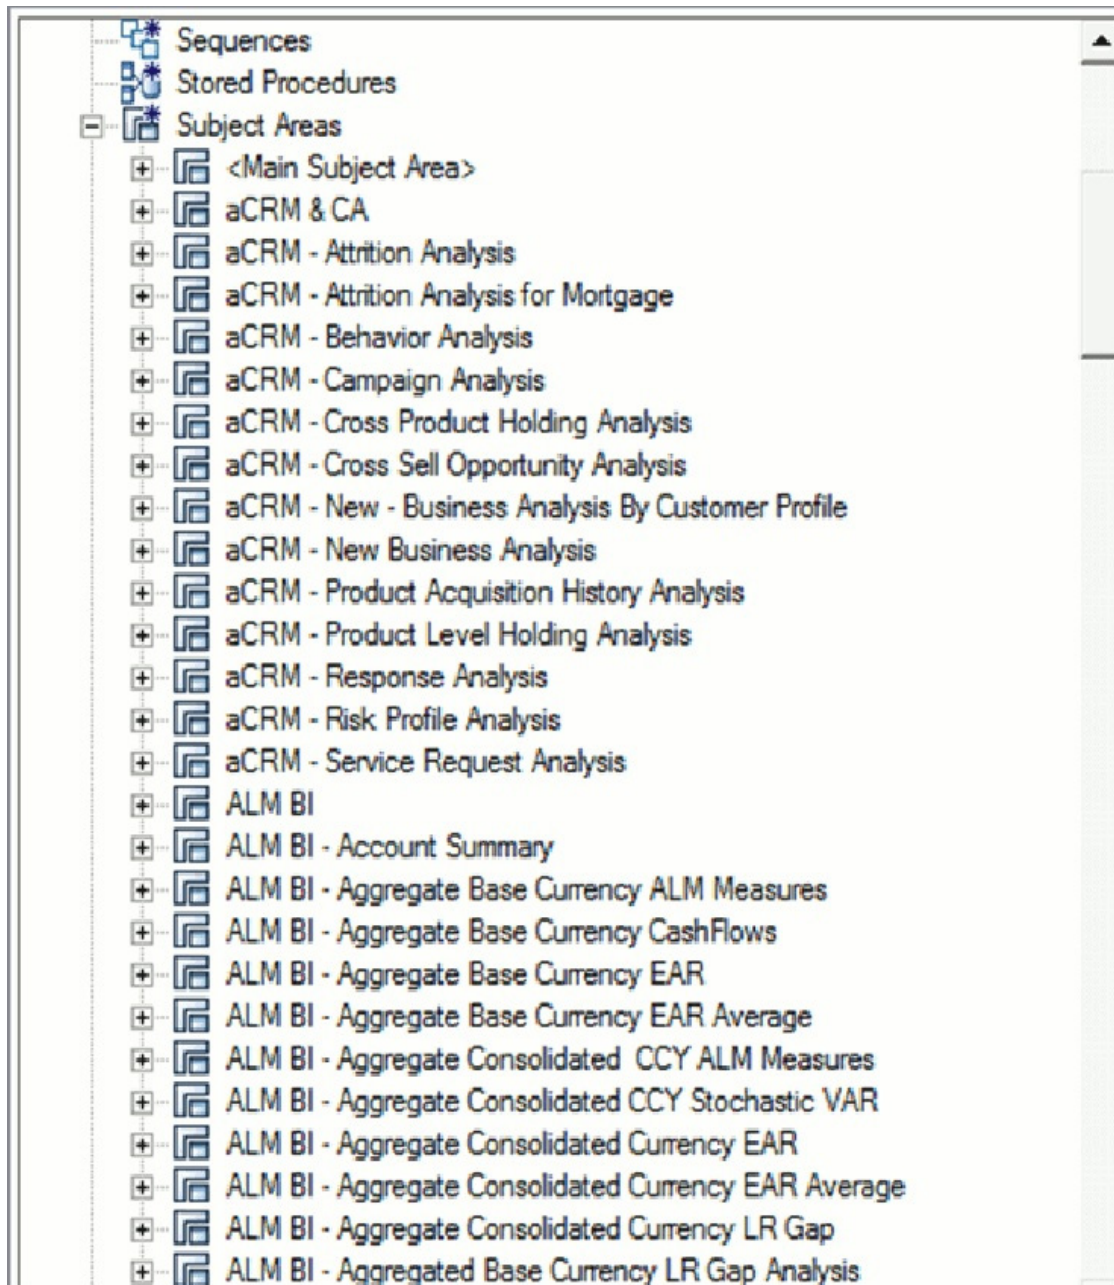 Sequences
Stored Procedures
Subject Areas
<Main Subject Area>
aCRM & CA
aCRM - Attrition Analysis
aCRM - Attrition Analysis for Mortgage
aCRM - Behavior Analysis
aCRM - Campaign Analysis
aCRM - Cross Product Holding Analysis
aCRM - Cross Sell Opportunity Analysis
aCRM - New - Business Analysis By Customer Profile
aCRM - New Business Analysis
aCRM - Product Acquisition History Analysis
aCRM - Product Level Holding Analysis
aCRM - Response Analysis
aCRM - Risk Profile Analysis
aCRM - Service Request Analysis
ALM BI
ALM BI - Account Summary
ALM BI - Aggregate Base Currency ALM Measures
ALM BI - Aggregate Base Currency CashFlows
ALM BI - Aggregate Base Currency EAR
ALM BI - Aggregate Base Currency EAR Average
ALM BI - Aggregate Consolidated  CCY ALM Measures
ALM BI - Aggregate Consolidated CCY Stochastic VAR
ALM BI - Aggregate Consolidated Currency EAR
ALM BI - Aggregate Consolidated Currency EAR Average
ALM BI - Aggregate Consolidated Currency LR Gap
ALM BI - Aggregated Base Currency LR Gap Analysis